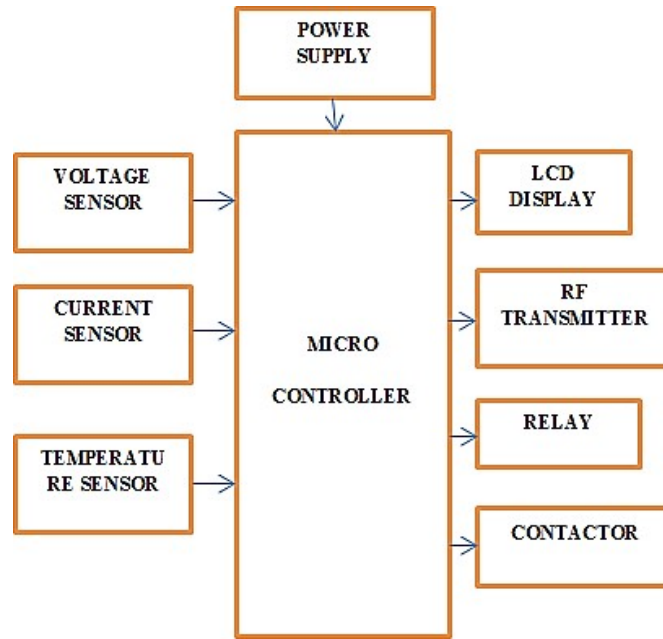 POWER
SUPPLY
VOLTAGE
SENSOR
CURRENT
SENSOR
TEMPERATU
RE SENSOR
MICRO
CONTROLLER
LCD
DISPLAY
RF
TRANSMITTER
RELAY
CONTACTOR